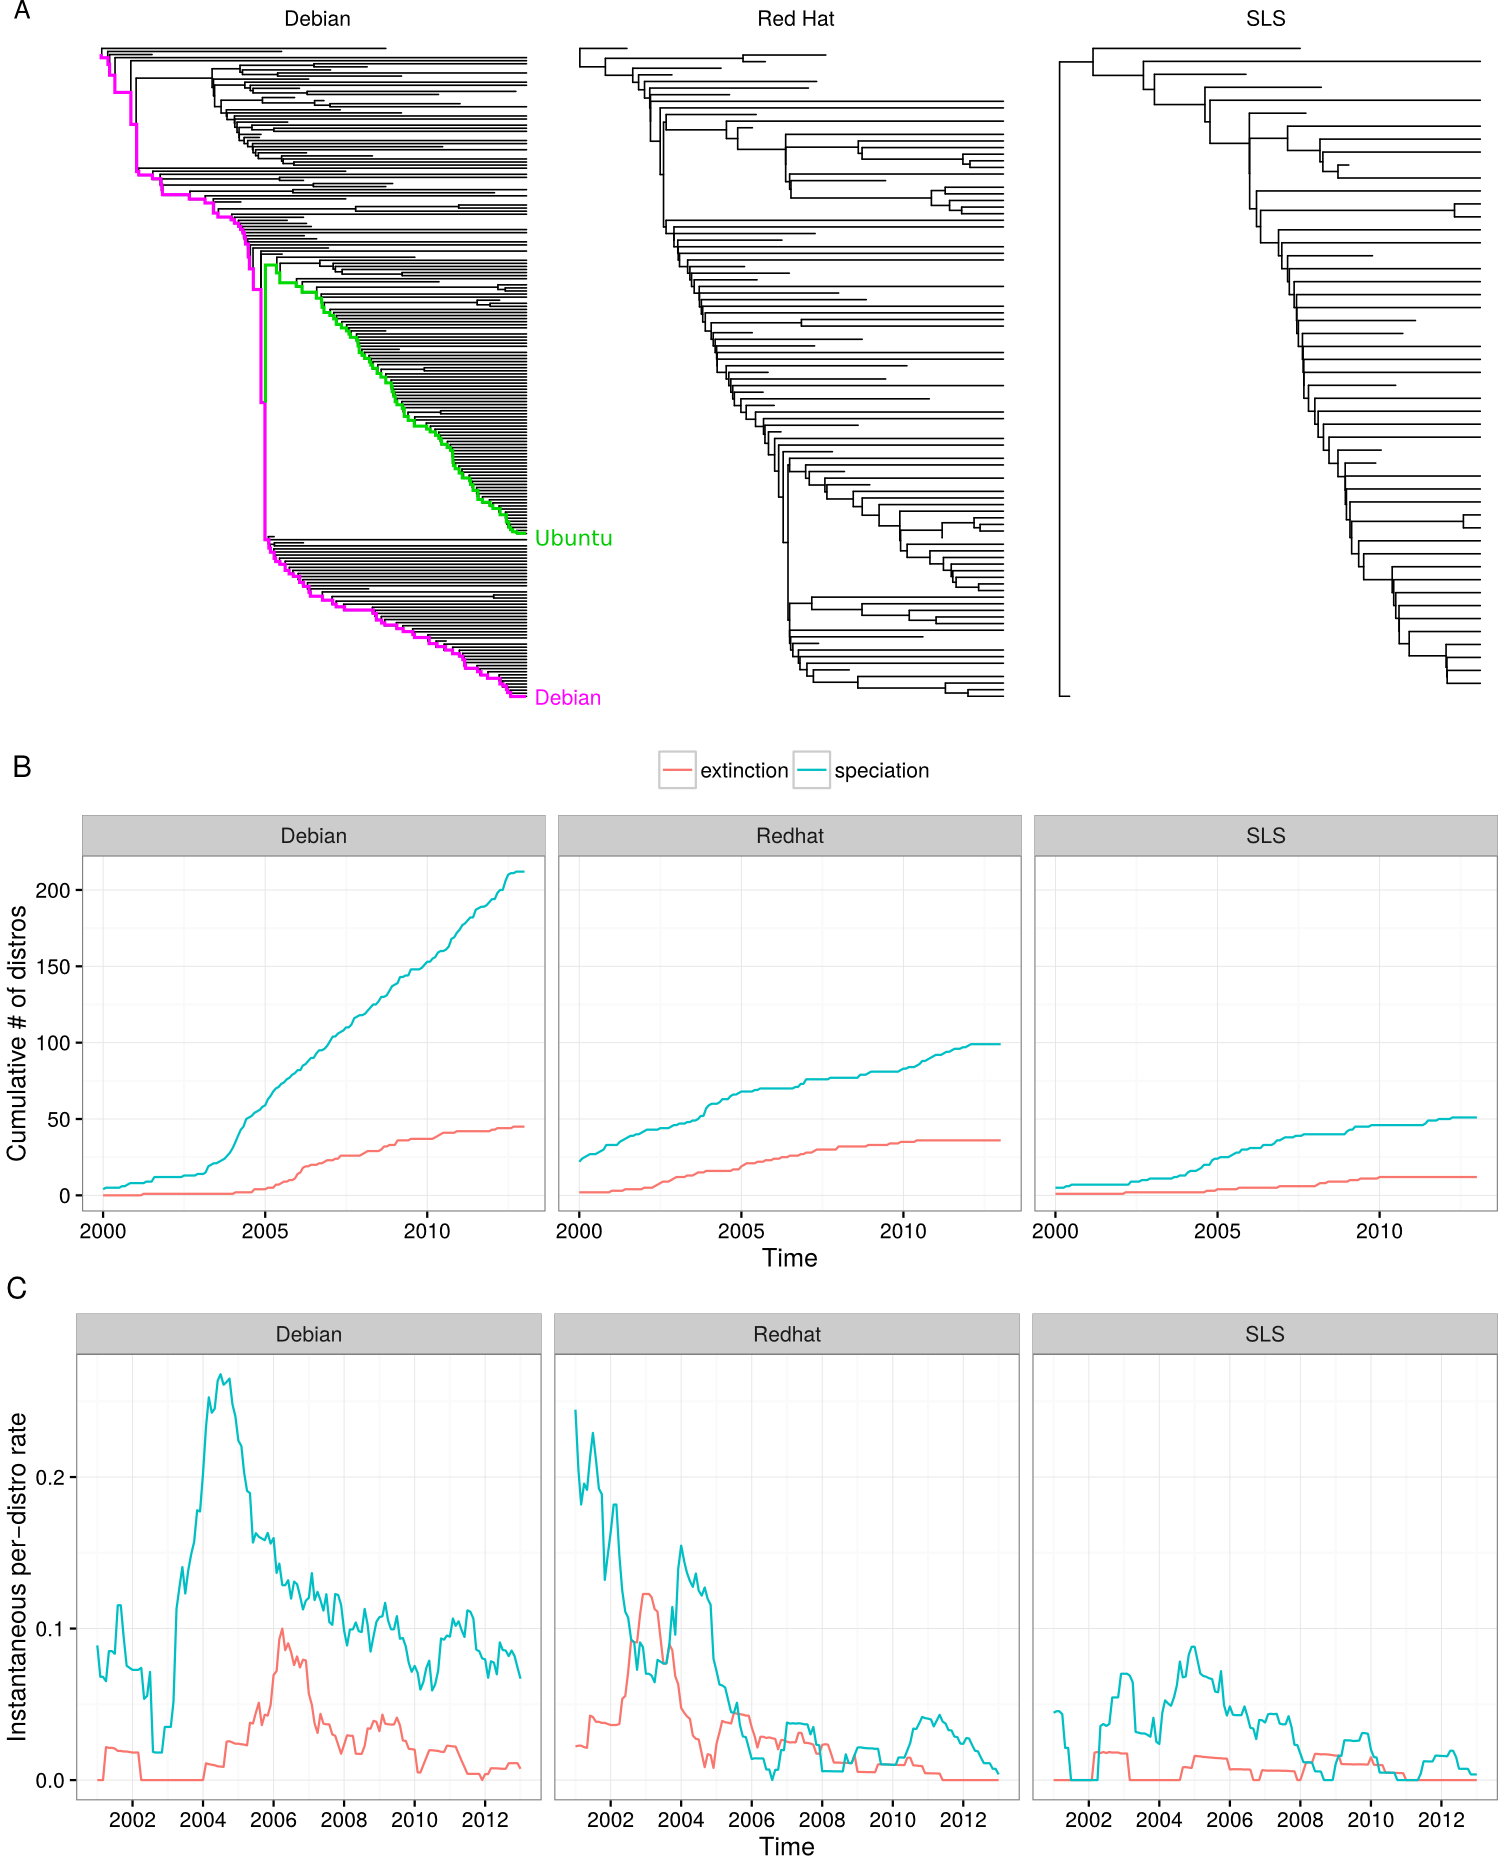 A
Debian Red Hat SLS
Ubuntu
Debian
B
extinction speciation
Debian Redhat SLS
Cumulative # of distros
200
150
100
50
0
2000 2005 2010 2000 2005 2010 2000 2005 2010
Time
C
Debian Redhat SLS
Instantaneous per−distro rate
0.2
0.1
0.0
2002 2004 2006 2008 2010 2012 2002 2004 2006 2008 2010 2012 2002 2004 2006 2008 2010 2012
Time